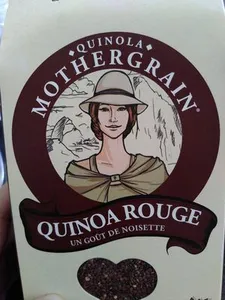 QUINOLA
MOTHERGRAIN®
QUINOA ROUGE
UN GOÛT DE NOISETTE